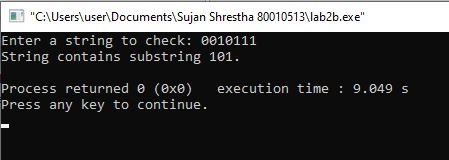 "C:\Users\user\Documents\Sujan Shrestha 80010513\lab2b.exe"
Enter a string to check: 0010111
String contains substring 101.
Process returned 0 (0x0)   execution time : 9.049 s
Press any key to continue.